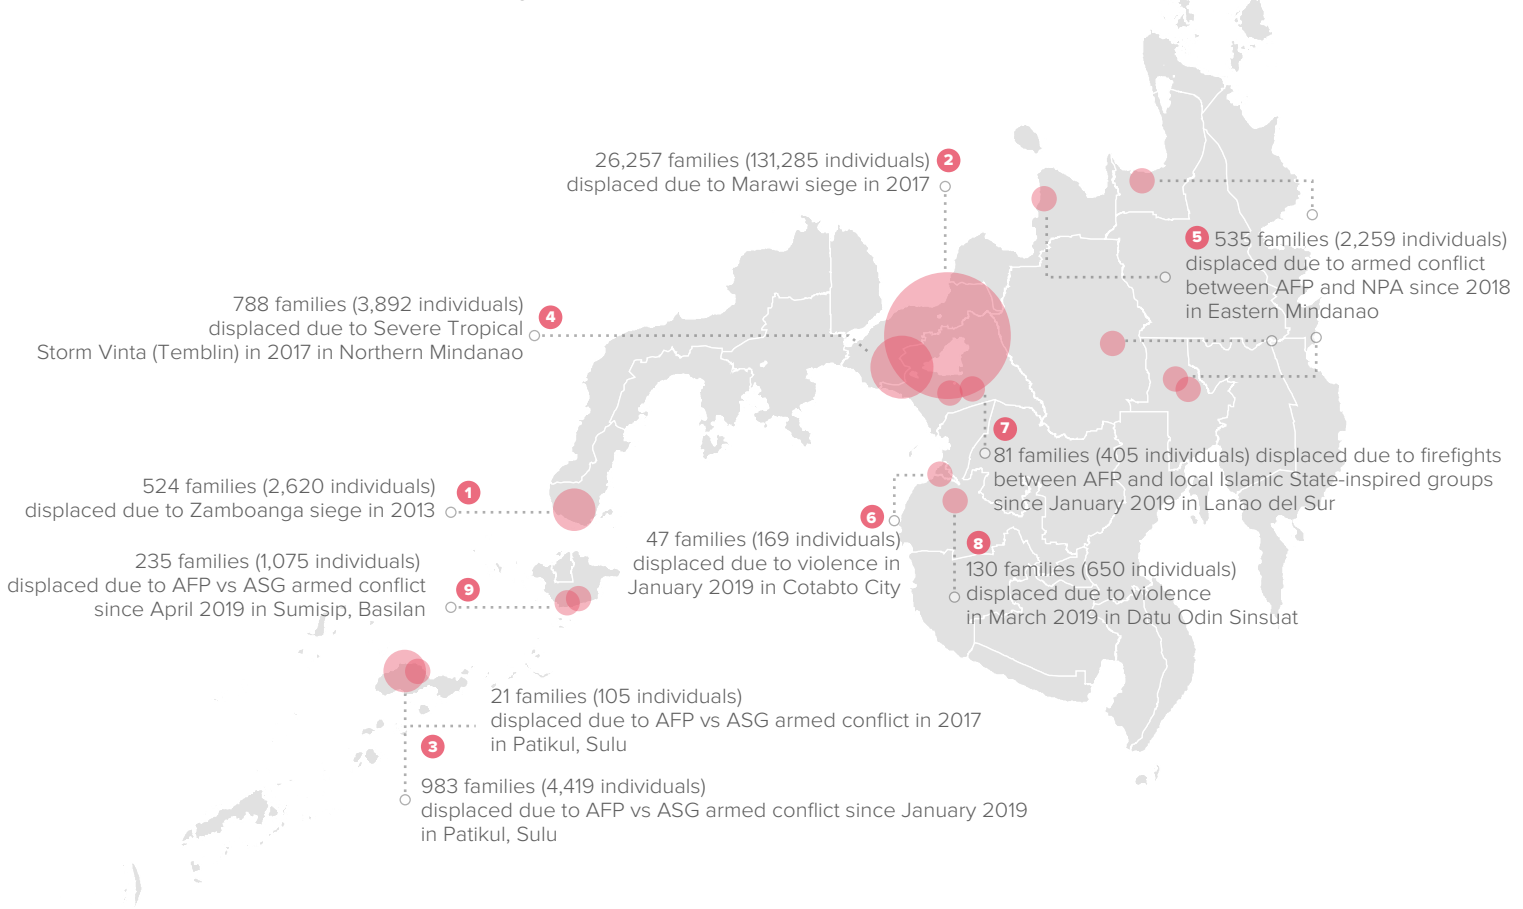 26,257 families (131,285 individuals) 2
displaced due to Marawi siege in 2017
5 535 families (2,259 individuals)
displaced due to armed conflict
between AFP and NPA since 2018
in Eastern Mindanao
788 families (3,892 individuals) 4
displaced due to Severe Tropical
Storm Vinta (Temblin) in 2017 in Northern Mindanao
7
81 families (405 individuals) displaced due to firefights
between AFP and local Islamic State-inspired groups
since January 2019 in Lanao del Sur
524 families (2,620 individuals) 1
displaced due to Zamboanga siege in 2013
6
47 families (169 individuals)
displaced due to violence in
January 2019 in Cotabto City
8
130 families (650 individuals)
displaced due to violence
in March 2019 in Datu Odin Sinsuat
235 families (1,075 individuals)
displaced due to AFP vs ASG armed conflict 9
since April 2019 in Sumisip, Basilan
21 families (105 individuals)
displaced due to AFP vs ASG armed conflict in 2017
in Patikul, Sulu
3
983 families (4,419 individuals)
displaced due to AFP vs ASG armed conflict since January 2019
in Patikul, Sulu